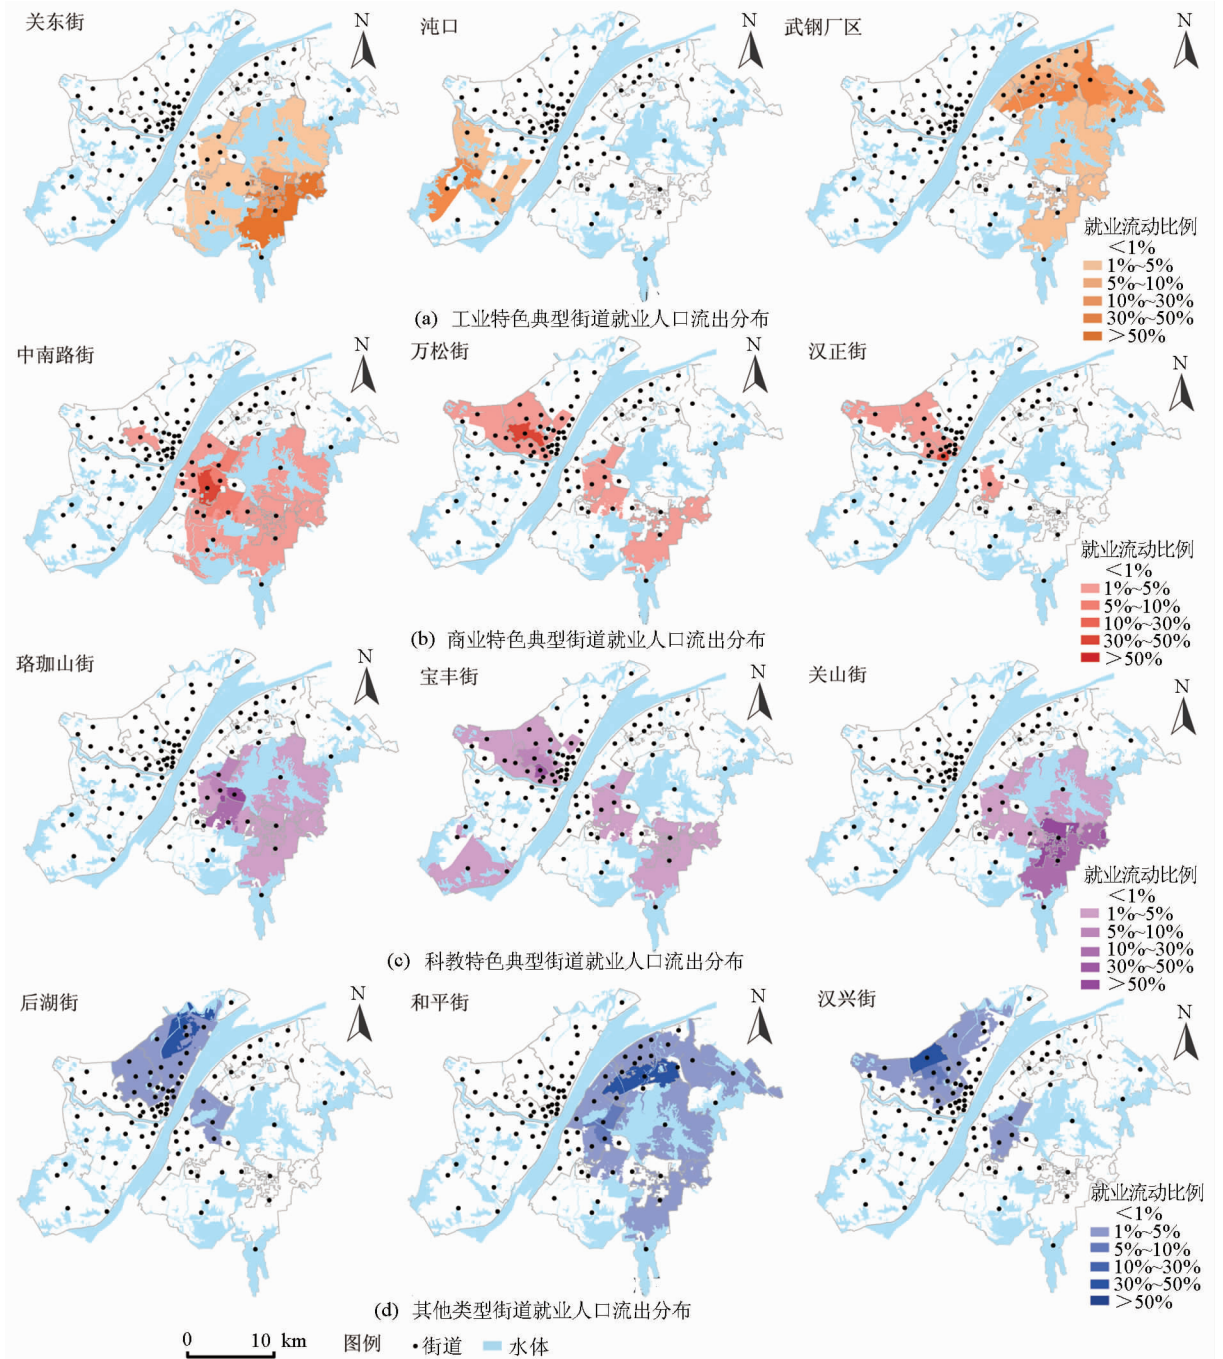 关东街
N
沌口
N
武钢厂区
N
就业流动比例
<1%
1%~5%
5%~10%
10%~30%
30%~50%
>50%
(a) 工业特色典型街道就业人口流出分布
中南路街
N
万松街
N
汉正街
N
就业流动比例
<1%
1%~5%
5%~10%
10%~30%
30%~50%
>50%
(b) 商业特色典型街道就业人口流出分布
珞珈山街
N
宝丰街
N
关山街
N
就业流动比例
<1%
1%~5%
5%~10%
10%~30%
30%~50%
>50%
(c) 科教特色典型街道就业人口流出分布
后湖街
N
和平街
N
汉兴街
N
就业流动比例
<1%
1%~5%
5%~10%
10%~30%
30%~50%
>50%
(d) 其他类型街道就业人口流出分布
0 10 km 图例 街道 水体